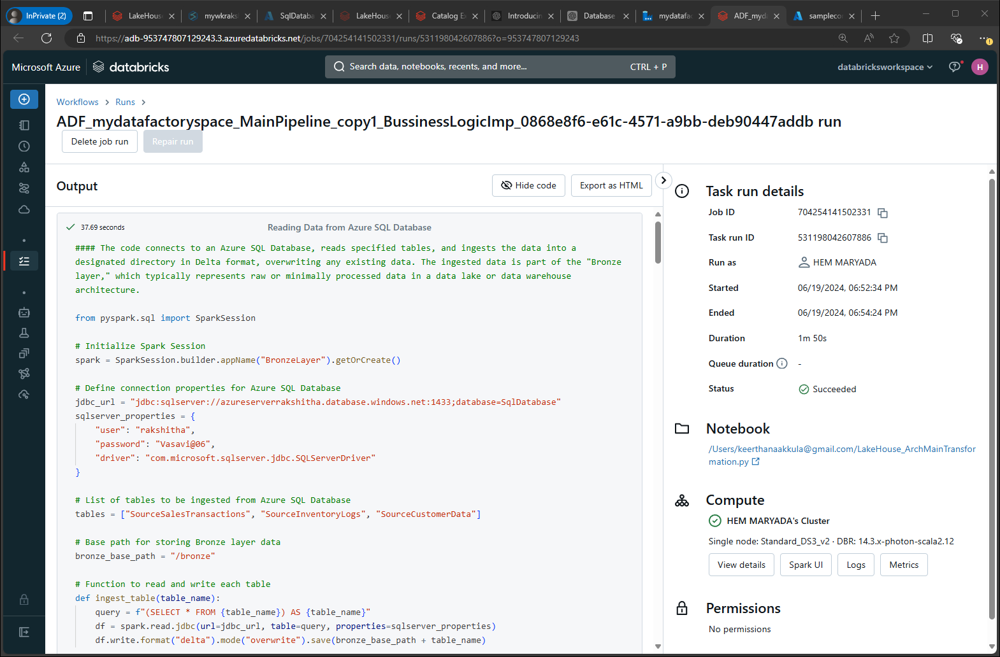 InPrivate (2)
LakeHous
mywkraksl
SqlDataba
LakeHous
Catalog Ex
Introducin
Database
mydatafac
ADF_myda
samplecor
https://adb-953747807129243.3.azuredatabricks.net/jobs/704254141502331/runs/531198042607886?o=953747807129243
Microsoft Azure
databricks
Search data, notebooks, recents, and more...
CTRL + P
databricksworkspace
H
Workflows > Runs >
ADF_mydatafactoryspace_MainPipeline_copy1_BussinessLogicImp_0868e8f6-e61c-4571-a9bb-deb90447addb run
Delete job run
Repair run
Output
Hide code
Export as HTML
37.69 seconds
Reading Data from Azure SQL Database
#### The code connects to an Azure SQL Database, reads specified tables, and ingests the data into a
designated directory in Delta format, overwriting any existing data. The ingested data is part of the "Bronze
layer," which typically represents raw or minimally processed data in a data lake or data warehouse
architecture.
from pyspark.sql import SparkSession
# Initialize Spark Session
spark = SparkSession.builder.appName("BronzeLayer").getOrCreate()
# Define connection properties for Azure SQL Database
jdbc_url = "jdbc:sqlserver://azureserverrakshitha.database.windows.net:1433;database=SqlDatabase"
sqlserver_properties = {
"user": "rakshitha",
"password": "Vasavi@06",
"driver": "com.microsoft.sqlserver.jdbc.SQLServerDriver"
}
# List of tables to be ingested from Azure SQL Database
tables = ["SourceSalesTransactions", "SourceInventoryLogs", "SourceCustomerData"]
# Base path for storing Bronze layer data
bronze_base_path = "/bronze"
# Function to read and write each table
def ingest_table(table_name):
query = f"(SELECT * FROM {table_name}) AS {table_name}"
df = spark.read.jdbc(url=jdbc_url, table=query, properties=sqlserver_properties)
df.write.format("delta").mode("overwrite").save(bronze_base_path + table_name)
Task run details
Job ID 704254141502331
Task run ID 531198042607886
Run as HEM MARYADA
Started 06/19/2024, 06:52:34 PM
Ended 06/19/2024, 06:54:24 PM
Duration 1m 50s
Queue duration -
Status Succeeded
Notebook
/Users/keerthanaakkula@gmail.com/LakeHouse_ArchMainTransfor
mation.py
Compute
HEM MARYADA's Cluster
Single node: Standard_DS3_v2 · DBR: 14.3.x-photon-scala2.12
View details
Spark UI
Logs
Metrics
Permissions
No permissions